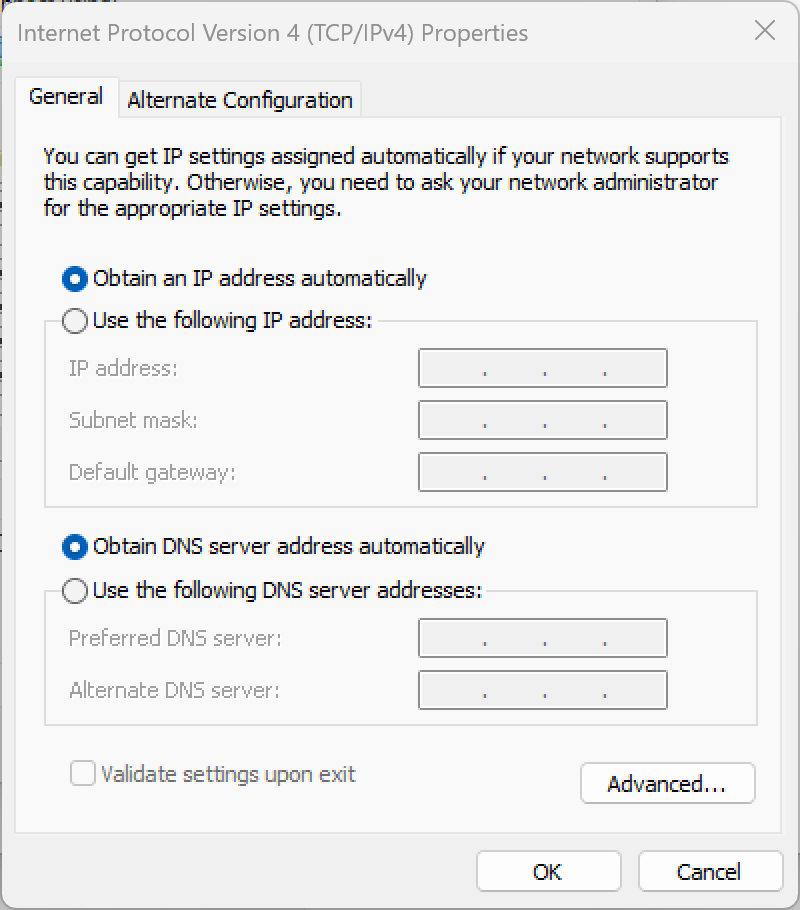 Internet Protocol Version 4 (TCP/IPv4) Properties
General
Alternate Configuration
You can get IP settings assigned automatically if your network supports
this capability. Otherwise, you need to ask your network administrator
for the appropriate IP settings.
Obtain an IP address automatically
Use the following IP address:
IP address:
Subnet mask:
Default gateway:
Obtain DNS server address automatically
Use the following DNS server addresses:
Preferred DNS server:
Alternate DNS server:
Validate settings upon exit
Advanced...
OK
Cancel